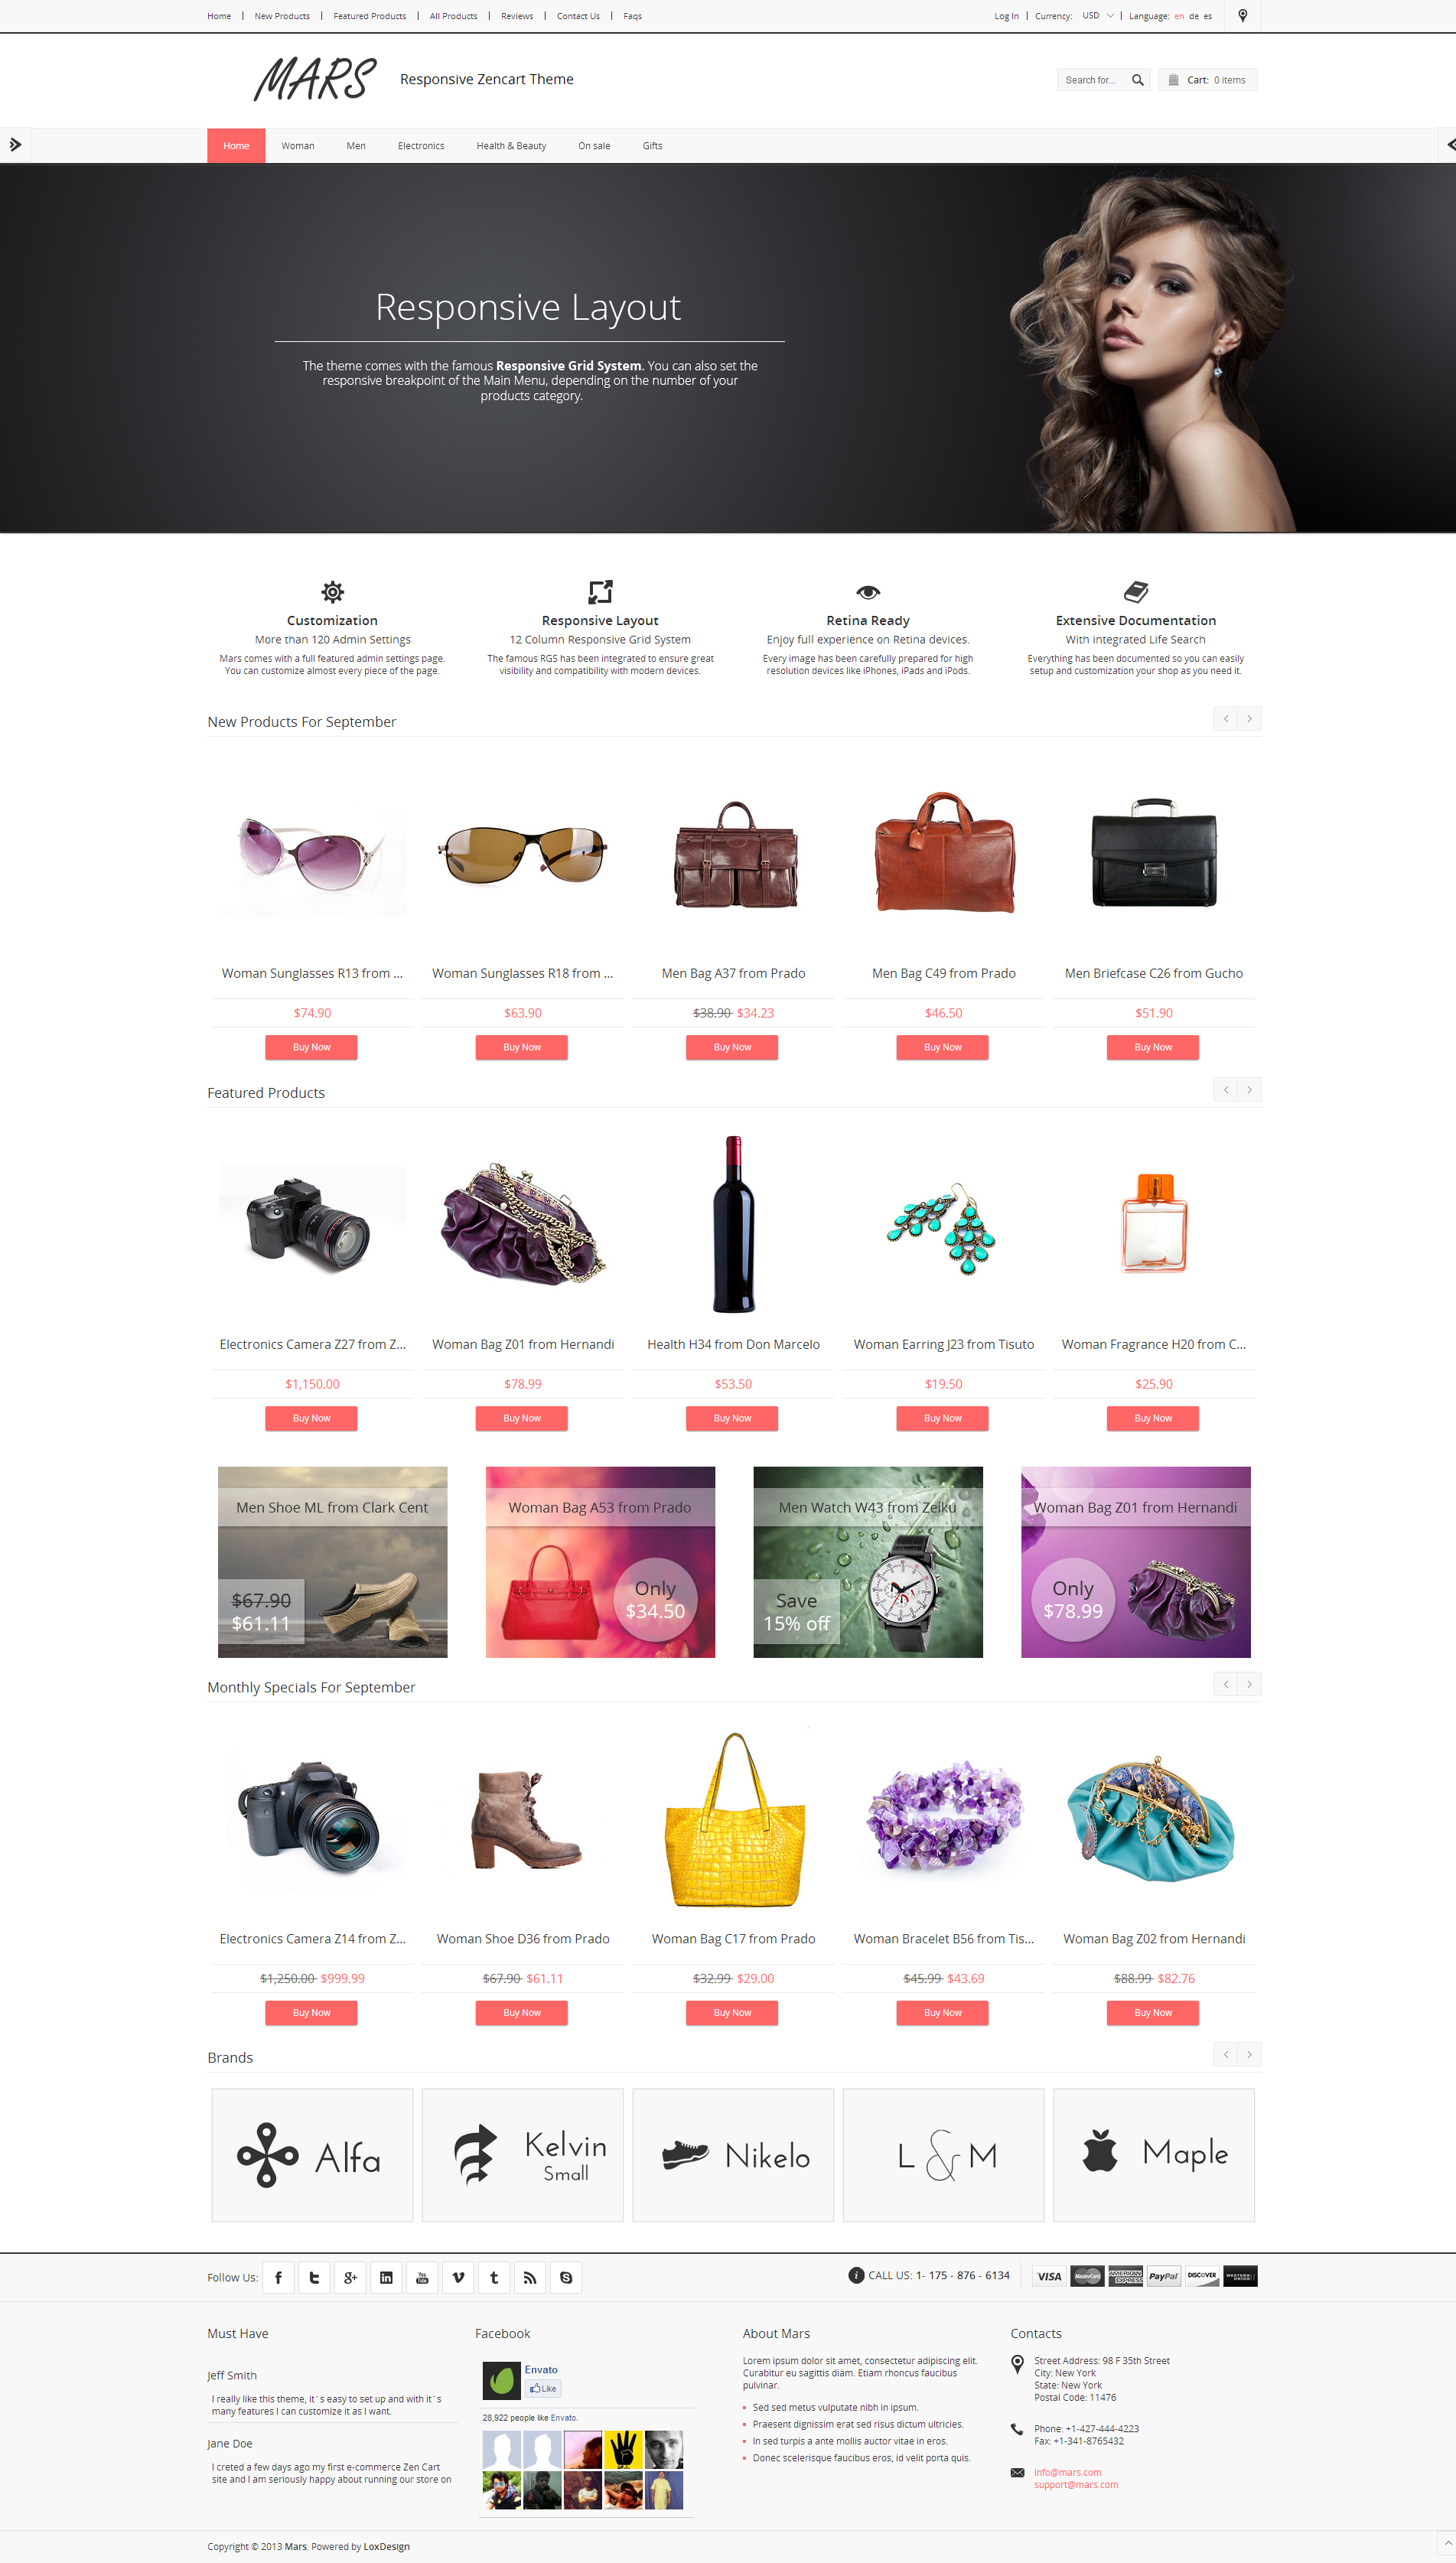 Home | New Products | Featured Products | All Products | Reviews | Contact Us | Faqs
Log In | Currency: USD | Language: en de es
MARS
Responsive Zencart Theme
Search for...
Cart: 0 items
Home Woman Men Electronics Health & Beauty On sale Gifts
Responsive Layout
The theme comes with the famous Responsive Grid System. You can also set the
responsive breakpoint of the Main Menu, depending on the number of your
products category.
Customization
More than 120 Admin Settings
Mars comes with a full featured admin settings page.
You can customize almost every piece of the page.
Responsive Layout
12 Column Responsive Grid System
The famous RGS has been integrated to ensure great
visibility and compatibility with modern devices.
Retina Ready
Enjoy full experience on Retina devices.
Every image has been carefully prepared for high
resolution devices like iPhones, iPads and iPods.
Extensive Documentation
With integrated Life Search
Everything has been documented so you can easily
setup and customization your shop as you need it.
New Products For September
Woman Sunglasses R13 from ...
$74.90
Buy Now
Woman Sunglasses R18 from ...
$63.90
Buy Now
Men Bag A37 from Prado
$38.90 $34.23
Buy Now
Men Bag C49 from Prado
$46.50
Buy Now
Men Briefcase C26 from Gucho
$51.90
Buy Now
Featured Products
Electronics Camera Z27 from Z...
$1,150.00
Buy Now
Woman Bag Z01 from Hernandi
$78.99
Buy Now
Health H34 from Don Marcelo
$53.50
Buy Now
Woman Earring J23 from Tisuto
$19.50
Buy Now
Woman Fragrance H20 from C...
$25.90
Buy Now
Men Shoe ML from Clark Cent
$67.90
$61.11
Woman Bag A53 from Prado
Only
$34.50
Men Watch W43 from Zeiku
Save
15% off
Woman Bag Z01 from Hernandi
Only
$78.99
Monthly Specials For September
Electronics Camera Z14 from Z...
$1,250.00 $999.99
Buy Now
Woman Shoe D36 from Prado
$67.90 $61.11
Buy Now
Woman Bag C17 from Prado
$32.99 $29.00
Buy Now
Woman Bracelet B56 from Tis...
$45.99 $43.69
Buy Now
Woman Bag Z02 from Hernandi
$88.99 $82.76
Buy Now
Brands
Alfa
Kelvin
Small
Nikelo
L & M
Maple
Follow Us:
CALL US: 1- 175 - 876 - 6134
VISA MasterCard AMERICAN EXPRESS PayPal DISCOVER WESTERN UNION
Must Have
Jeff Smith
I really like this theme, it`s easy to set up and with it`s
many features I can customize it as I want.
Jane Doe
I creted a few days ago my first e-commerce Zen Cart
site and I am seriously happy about running our store on
Facebook
Envato
Like
28,922 people like Envato.
About Mars
Lorem ipsum dolor sit amet, consectetur adipiscing elit.
Curabitur eu sagittis diam. Etiam rhoncus faucibus
pulvinar.
Sed sed metus vulputate nibh in ipsum.
Praesent dignissim erat sed risus dictum ultricies.
In sed turpis a ante mollis auctor vitae in eros.
Donec scelerisque faucibus eros, id velit porta quis.
Contacts
Street Address: 98 F 35th Street
City: New York
State: New York
Postal Code: 11476
Phone: +1-427-444-4223
Fax: +1-341-8765432
info@mars.com
support@mars.com
Copyright © 2013 Mars. Powered by LoxDesign